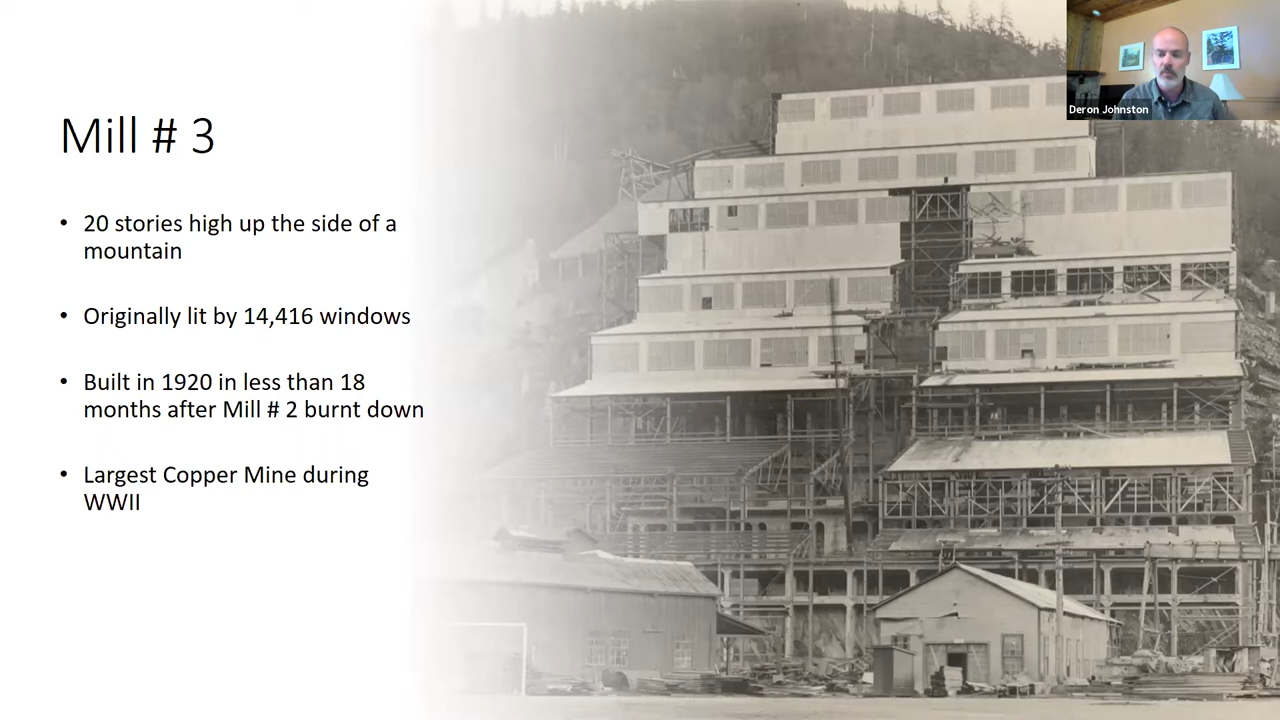 Mill # 3
• 20 stories high up the side of a
mountain
• Originally lit by 14,416 windows
• Built in 1920 in less than 18
months after Mill # 2 burnt down
• Largest Copper Mine during
WWII
Deron Johnston